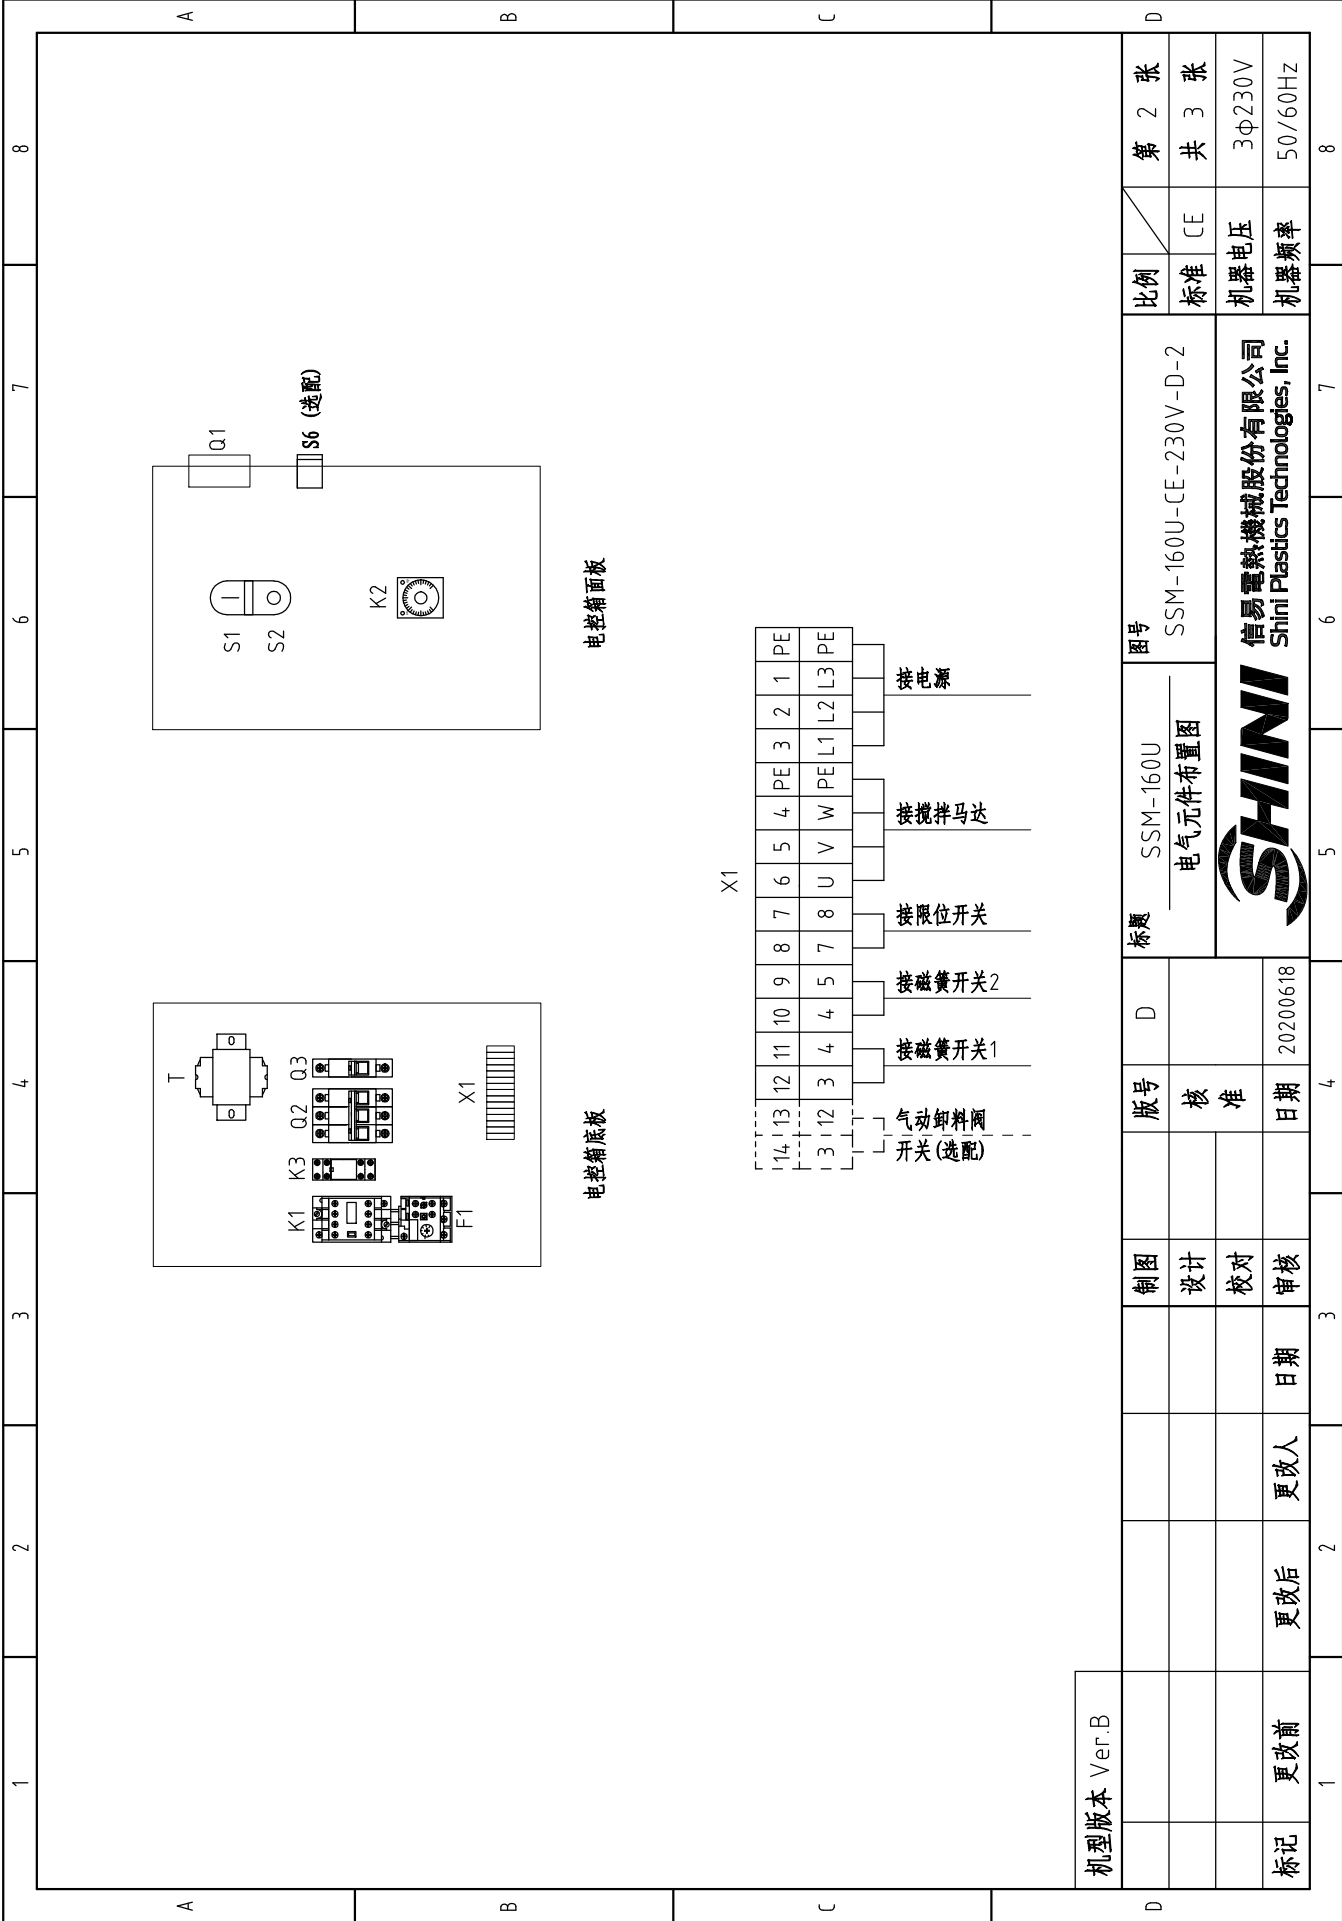 1 2 3 4 5 6 7 8
A
B
C
D
T
Q2 Q3
K1 K3
F1
X1
电控箱底板
S1
S2
Q1
K2
S6 (选配)
电控箱面板
X1
14 13 12 11 10 9 8 7 6 5 4 PE 3 2 1 PE
3 12 3 4 4 5 7 8 U V W PE L1 L2 L3 PE
气动卸料阀
开关(选配)
接磁簧开关1
接磁簧开关2
接限位开关
接搅拌马达
接电源
机型版本 Ver.B
标记 更改前 更改后 更改人 日期
制图
设计
校对
审核
版号 D
核准
日期 20200618
标题
SSM-160U
电气元件布置图
图号
SSM-160U-CE-230V-D-2
SHINI
信易電熱機械股份有限公司
Shini Plastics Technologies, Inc.
比例 第 2 张
标准 CE 共 3 张
机器电压 3φ230V
机器频率 50/60Hz
A
B
C
D
1 2 3 4 5 6 7 8